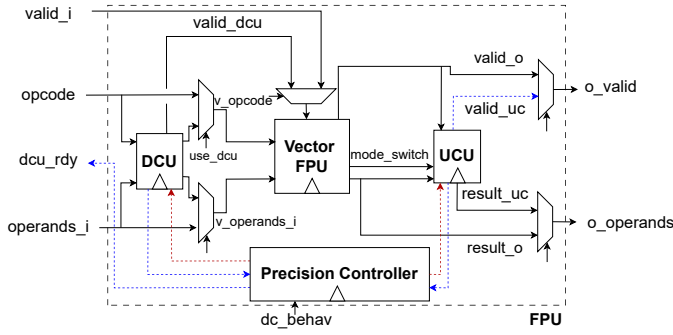 valid_i
valid_dcu
valid_o
o_valid
opcode
v_opcode
valid_uc
use_dcu
dcu_rdy
DCU
Vector
FPU
mode_switch
UCU
result_uc
operands_i
v_operands_i
o_operands
result_o
Precision Controller
dc_behav
FPU